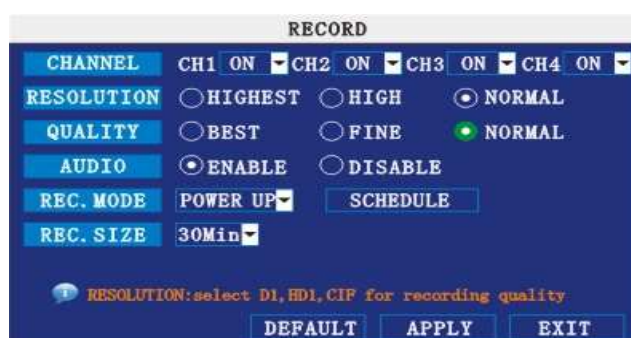 RECORD
CHANNEL CH1 ON CH2 ON CH3 ON CH4 ON
RESOLUTION HIGHEST HIGH NORMAL
QUALITY BEST FINE NORMAL
AUDIO ENABLE DISABLE
REC. MODE POWER UP SCHEDULE
REC. SIZE 30Min
RESOLUTION:select D1,HD1,CIF for recording quality
DEFAULT APPLY EXIT